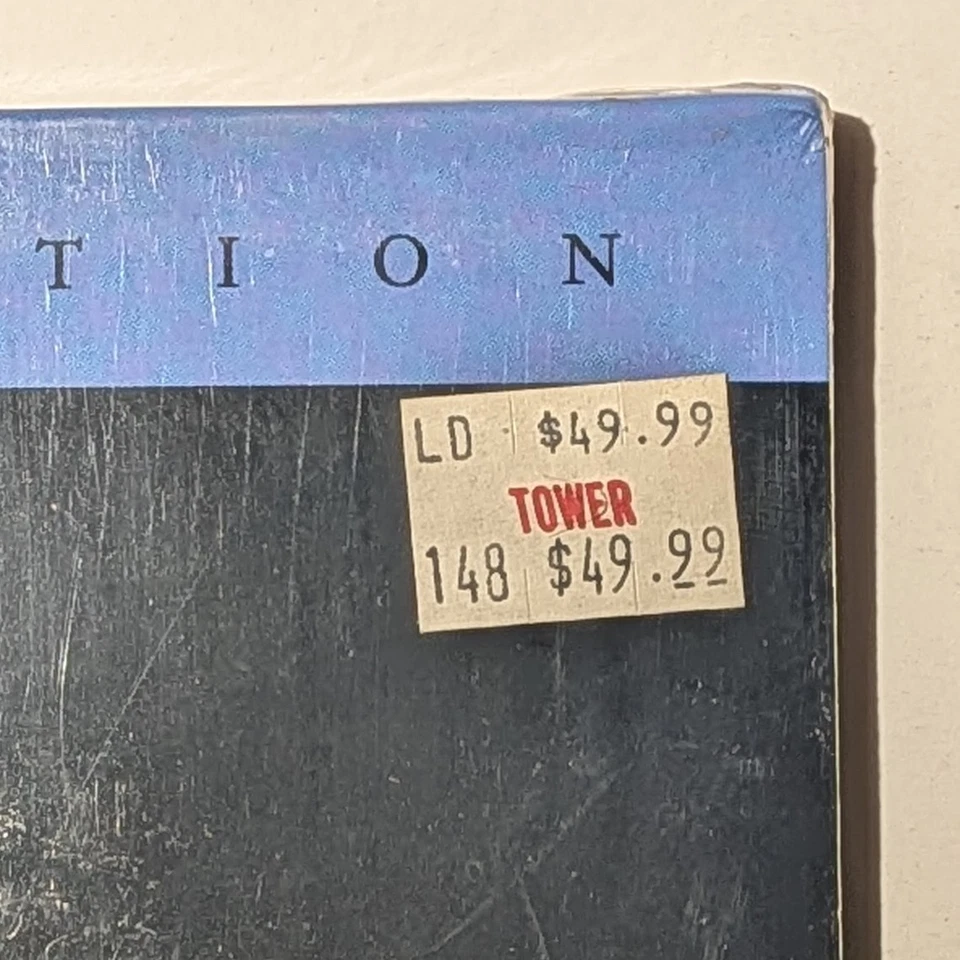 T I O N
LD $49.99
TOWER
148 $49.99